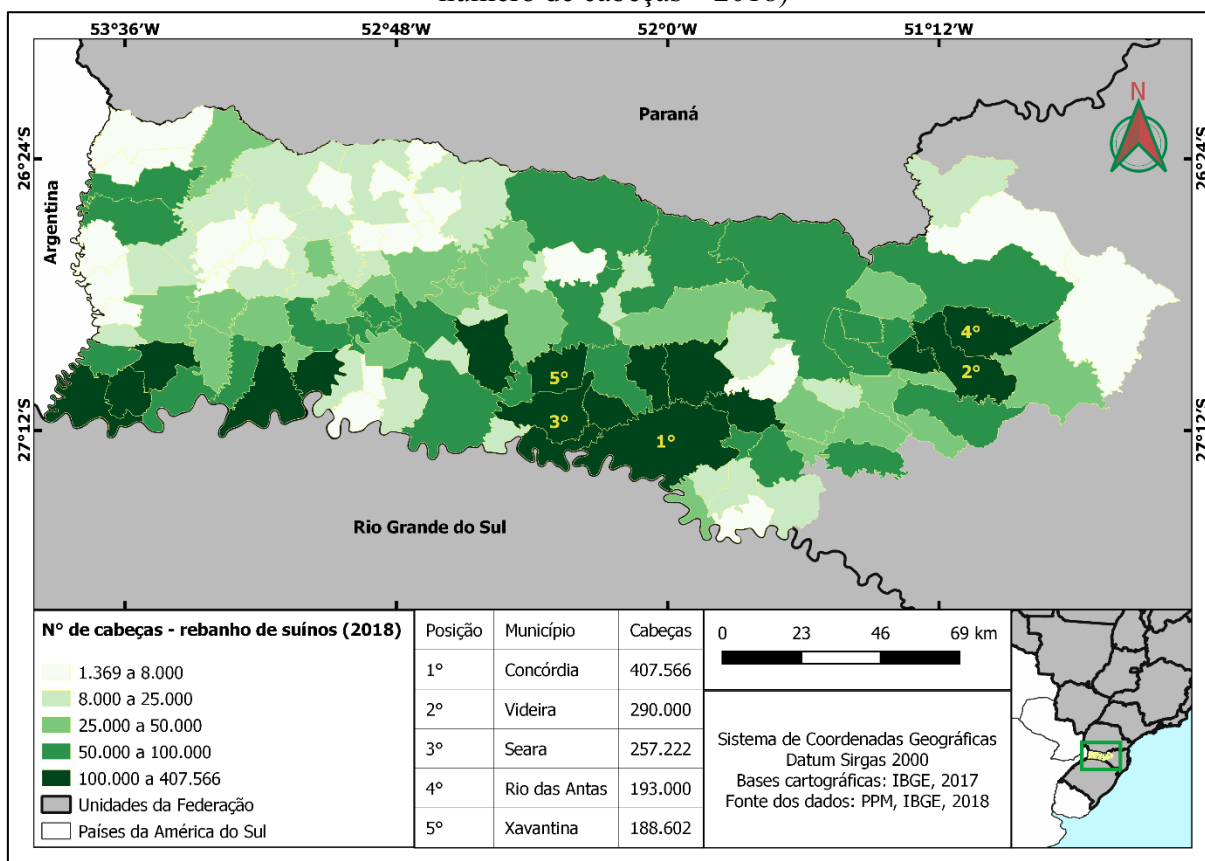 número de cabeças - 2018)
53°36′W 52°48′W 52°0′W 51°12′W
Paraná
N
26°24′S
26°24′S
Argentina
4°
2°
5°
3°
1°
27°12′S
27°12′S
Rio Grande do Sul
N° de cabeças - rebanho de suínos (2018)
1.369 a 8.000
8.000 a 25.000
25.000 a 50.000
50.000 a 100.000
100.000 a 407.566
Unidades da Federação
Países da América do Sul
Posição Município Cabeças
1° Concórdia 407.566
2° Videira 290.000
3° Seara 257.222
4° Rio das Antas 193.000
5° Xavantina 188.602
0 23 46 69 km
Sistema de Coordenadas Geográficas
Datum Sirgas 2000
Bases cartográficas: IBGE, 2017
Fonte dos dados: PPM, IBGE, 2018